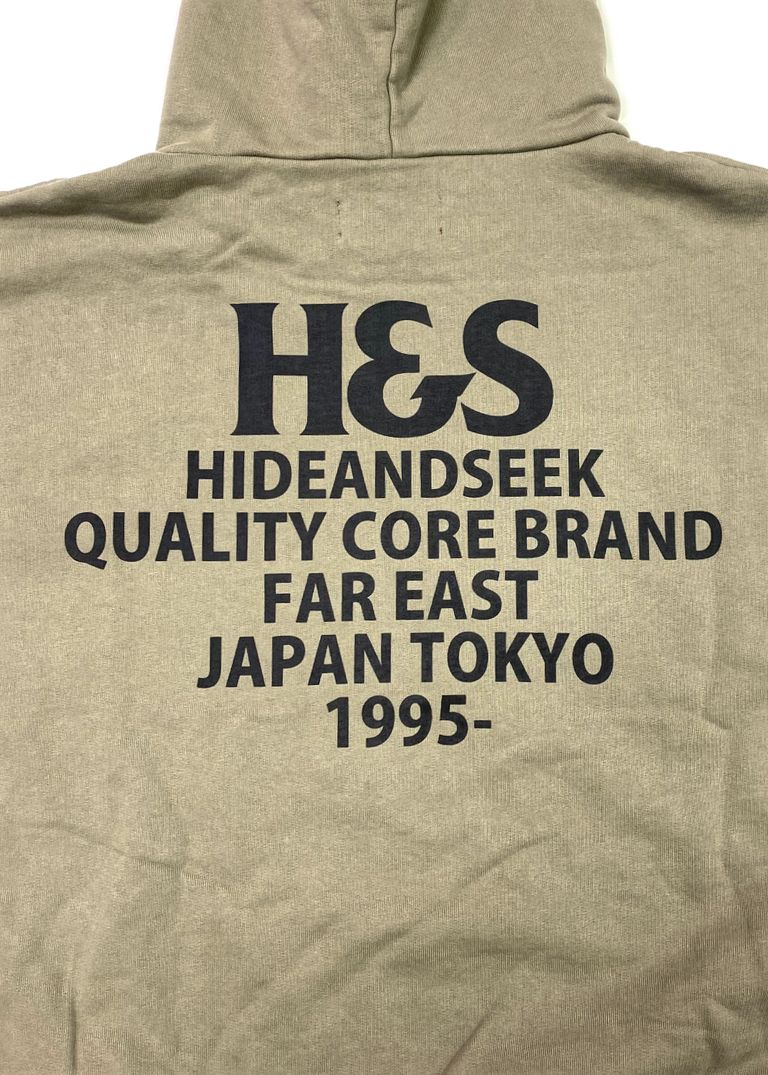 H&S
HIDEANDSEEK
QUALITY CORE BRAND
FAR EAST
JAPAN TOKYO
1995-